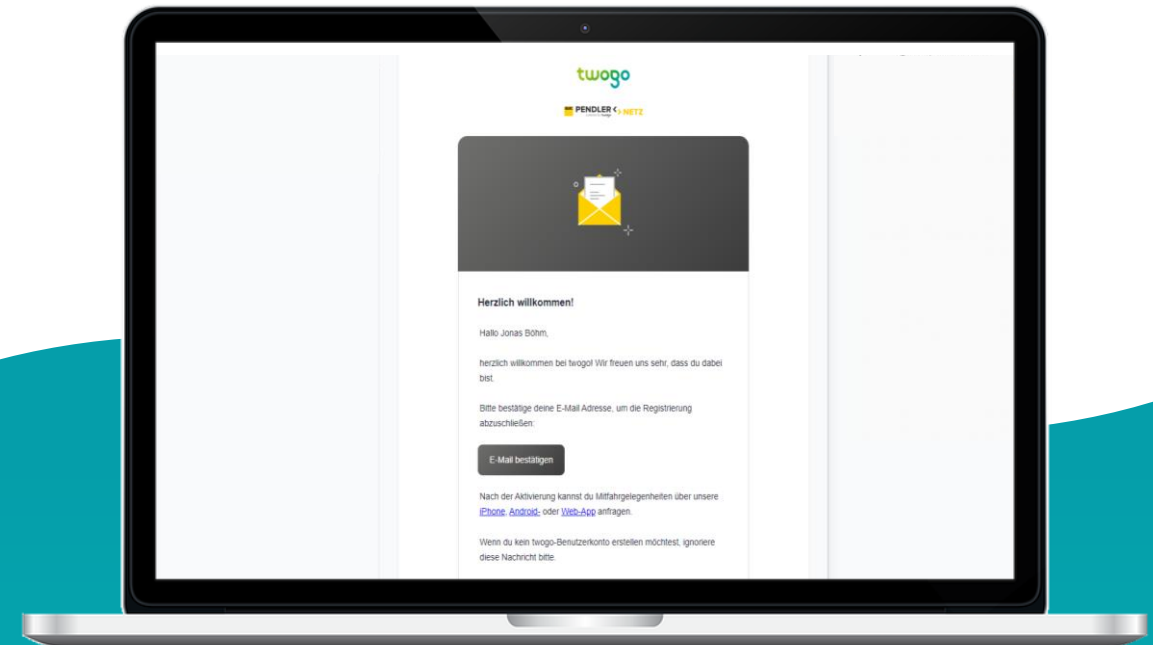 twogo
PENDLER
NETZ
Herzlich willkommen!
Hallo Jonas Böhm,
herzlich willkommen bei twogo! Wir freuen uns sehr, dass du dabei
bist.
Bitte bestätige deine E-Mail Adresse, um die Registrierung
abzuschließen:
E-Mail bestätigen
Nach der Aktivierung kannst du Mitfahrgelegenheiten über unsere
iPhone, Android- oder Web-App anfragen.
Wenn du kein twogo-Benutzerkonto erstellen möchtest, ignoriere
diese Nachricht bitte.